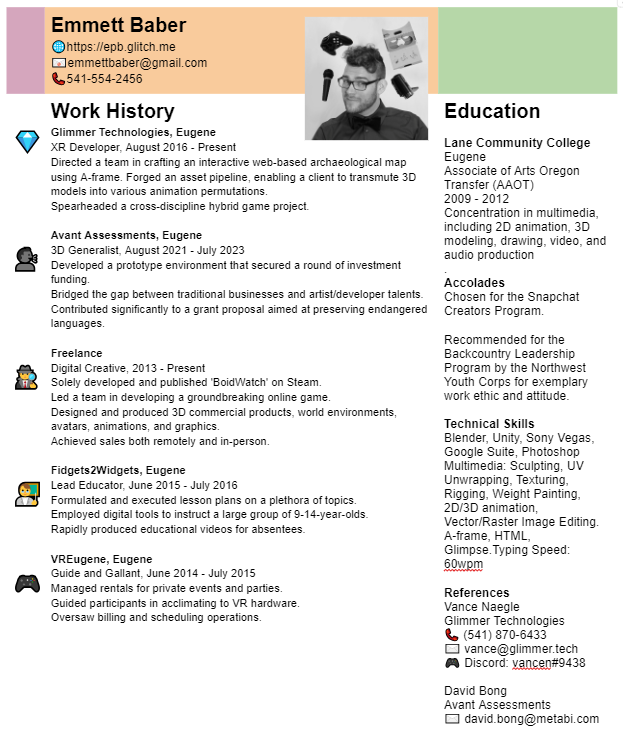 Emmett Baber
https://epb.glitch.me
emmettbaber@gmail.com
541-554-2456
Work History
Glimmer Technologies, Eugene
XR Developer, August 2016 - Present
Directed a team in crafting an interactive web-based archaeological map
using A-frame. Forged an asset pipeline, enabling a client to transmute 3D
models into various animation permutations.
Spearheaded a cross-discipline hybrid game project.
Avant Assessments, Eugene
3D Generalist, August 2021 - July 2023
Developed a prototype environment that secured a round of investment
funding.
Bridged the gap between traditional businesses and artist/developer talents.
Contributed significantly to a grant proposal aimed at preserving endangered
languages.
Freelance
Digital Creative, 2013 - Present
Solely developed and published 'BoidWatch' on Steam.
Led a team in developing a groundbreaking online game.
Designed and produced 3D commercial products, world environments,
avatars, animations, and graphics.
Achieved sales both remotely and in-person.
Fidgets2Widgets, Eugene
Lead Educator, June 2015 - July 2016
Formulated and executed lesson plans on a plethora of topics.
Employed digital tools to instruct a large group of 9-14-year-olds.
Rapidly produced educational videos for absentees.
VREugene, Eugene
Guide and Gallant, June 2014 - July 2015
Managed rentals for private events and parties.
Guided participants in acclimating to VR hardware.
Oversaw billing and scheduling operations.
Education
Lane Community College
Eugene
Associate of Arts Oregon
Transfer (AAOT)
2009 - 2012
Concentration in multimedia,
including 2D animation, 3D
modeling, drawing, video, and
audio production
.
Accolades
Chosen for the Snapchat
Creators Program.
Recommended for the
Backcountry Leadership
Program by the Northwest
Youth Corps for exemplary
work ethic and attitude.
Technical Skills
Blender, Unity, Sony Vegas,
Google Suite, Photoshop
Multimedia: Sculpting, UV
Unwrapping, Texturing,
Rigging, Weight Painting,
2D/3D animation,
Vector/Raster Image Editing.
A-frame, HTML,
Glimpse.Typing Speed:
60wpm
References
Vance Naegle
Glimmer Technologies
(541) 870-6433
vance@glimmer.tech
Discord: vancen#9438
David Bong
Avant Assessments
david.bong@metabi.com